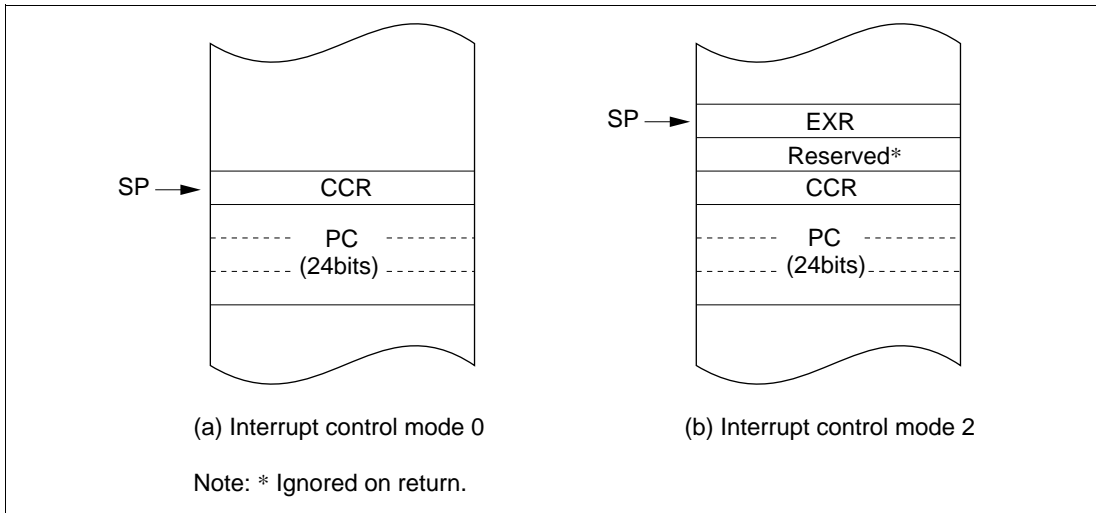 SP
CCR
PC
(24bits)
(a) Interrupt control mode 0
SP
EXR
Reserved*
CCR
PC
(24bits)
(b) Interrupt control mode 2
Note: * Ignored on return.